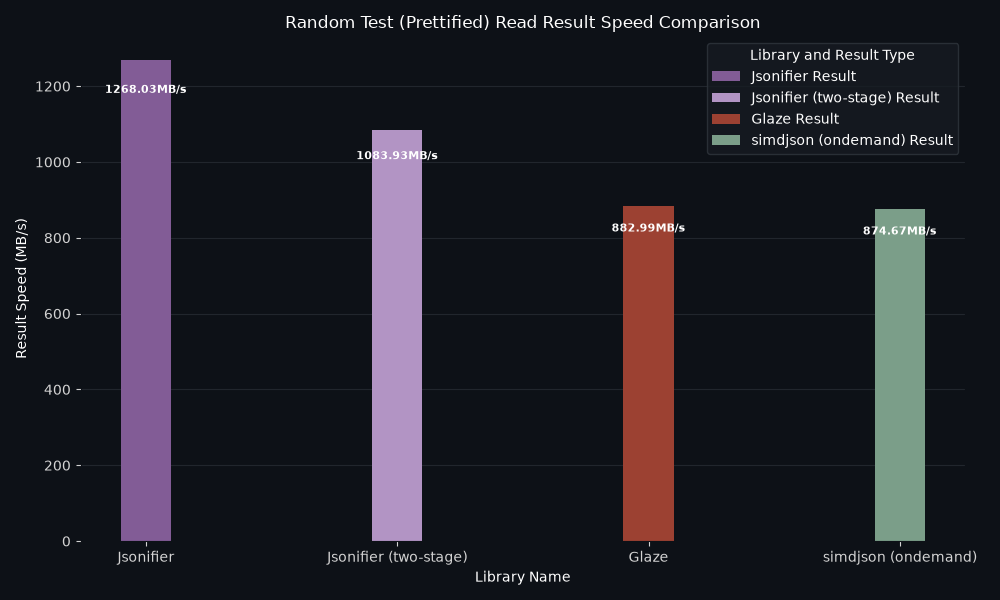 Random Test (Prettified) Read Result Speed Comparison
Library and Result Type
Jsonifier Result
Jsonifier (two-stage) Result
Glaze Result
simdjson (ondemand) Result
1268.03MB/s
1083.93MB/s
882.99MB/s
874.67MB/s
Result Speed (MB/s)
1200
1000
800
600
400
200
0
Jsonifier
Jsonifier (two-stage)
Glaze
simdjson (ondemand)
Library Name